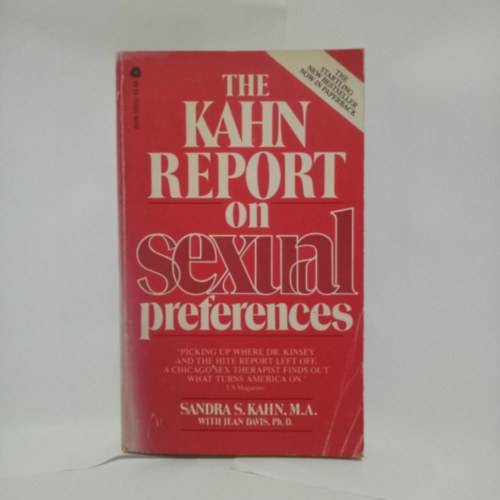 THE
STARTLING
NEW BESTSELLER
NOW IN PAPERBACK
THE
KAHN
REPORT
on
sexual
preferences
"PICKING UP WHERE DR. KINSEY
AND THE HITE REPORT LEFT OFF,
A CHICAGO SEX THERAPIST FINDS OUT
WHAT TURNS AMERICA ON"
US Magazine
SANDRA S. KAHN, M.A.
WITH JEAN DAVIS, Ph.D.